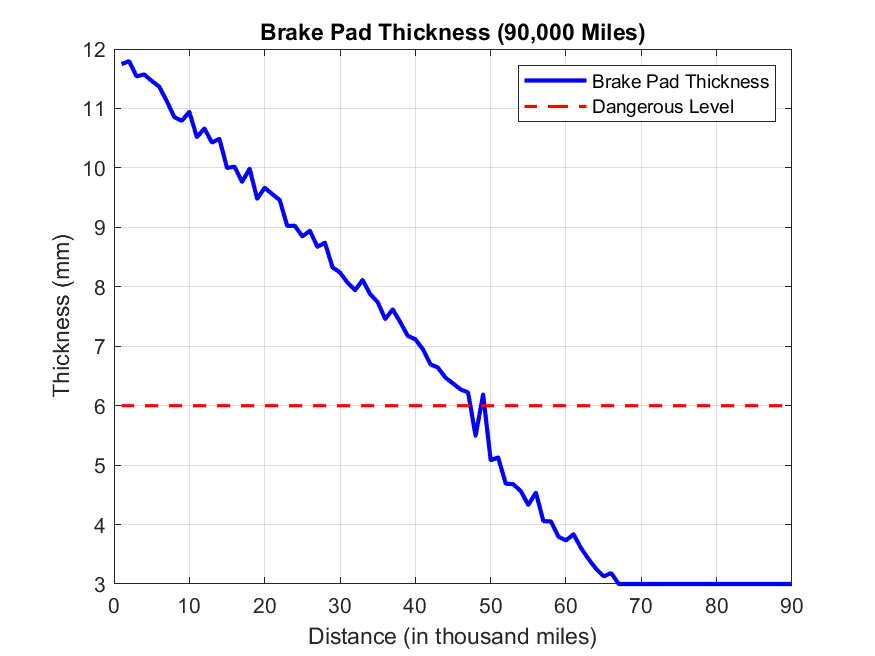 Brake Pad Thickness (90,000 Miles)
12
11
10
9
8
7
6
5
4
3
Thickness (mm)
Brake Pad Thickness
Dangerous Level
0 10 20 30 40 50 60 70 80 90
Distance (in thousand miles)